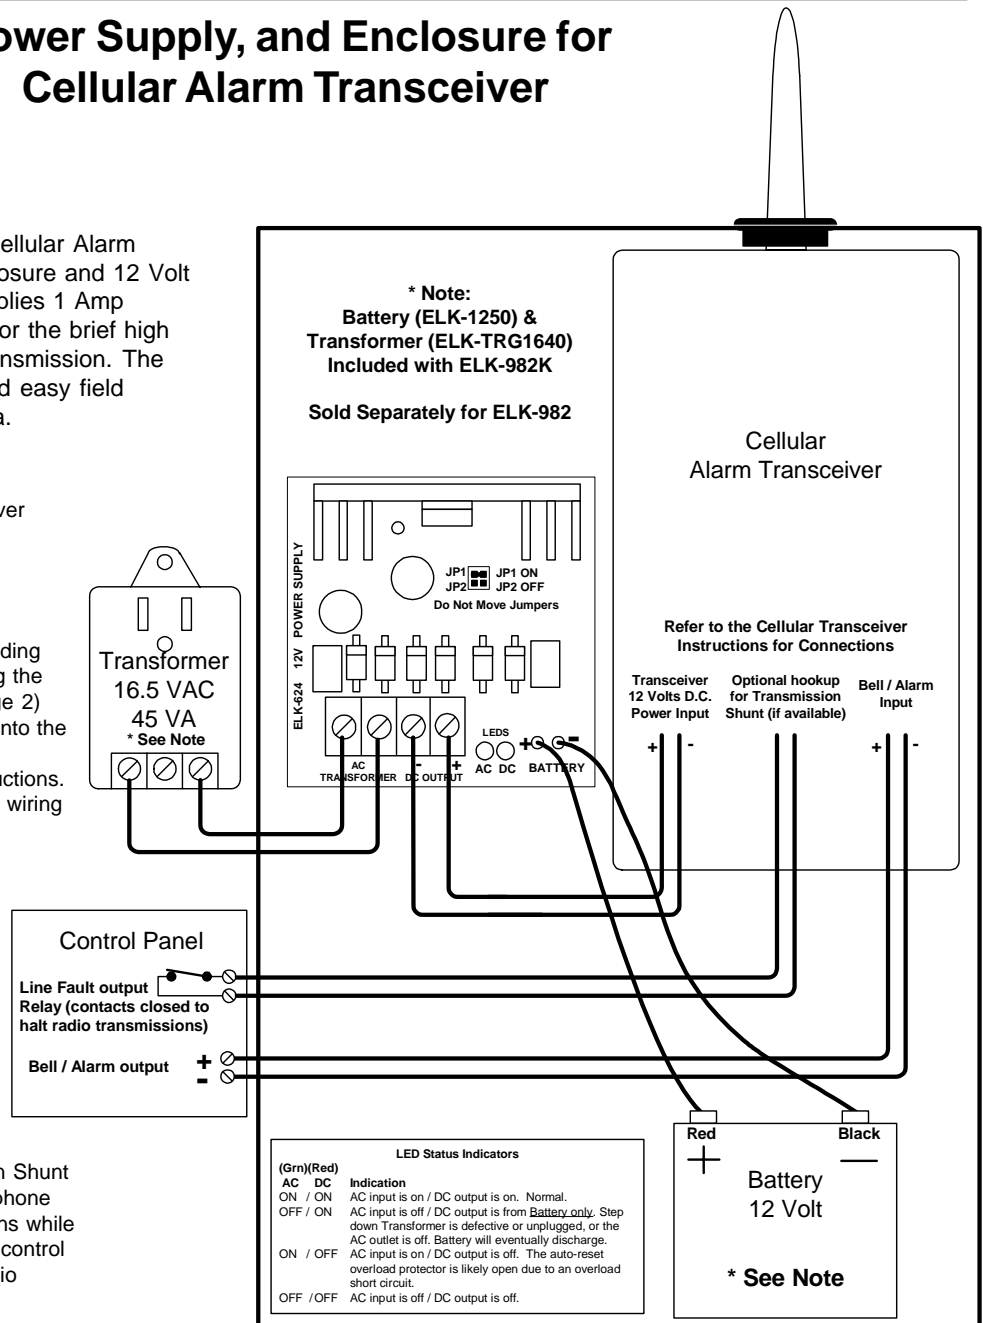 ower Supply, and Enclosure for
Cellular Alarm Transceiver
ellular Alarm
osure and 12 Volt
plies 1 Amp
or the brief high
nsmission. The
d easy field
a.
ver
ding
g the
ge 2)
nto the
uctions.
wiring
* Note:
Battery (ELK-1250) &
Transformer (ELK-TRG1640)
Included with ELK-982K
Sold Separately for ELK-982
Cellular
Alarm Transceiver
Refer to the Cellular Transceiver
Instructions for Connections
Transceiver
12 Volts D.C.
Power Input
+ -
Optional hookup
for Transmission
Shunt (if available)
Bell / Alarm
Input
+ -
ELK-624 12V POWER SUPPLY
JP1 JP1 ON
JP2 JP2 OFF
Do Not Move Jumpers
LEDS
AC DC
+ -
BATTERY
AC
TRANSFORMER
- +
DC OUTPUT
Transformer
16.5 VAC
45 VA
* See Note
Control Panel
Line Fault output
Relay (contacts closed to
halt radio transmissions)
Bell / Alarm output
+
-
n Shunt
phone
ns while
control
io
LED Status Indicators
(Grn)(Red)
AC DC Indication
ON / ON AC input is on / DC output is on. Normal.
OFF / ON AC input is off / DC output is from Battery only. Step
down Transformer is defective or unplugged, or the
AC outlet is off. Battery will eventually discharge.
ON / OFF AC input is on / DC output is off. The auto-reset
overload protector is likely open due to an overload
short circuit.
OFF / OFF AC input is off / DC output is off.
Red Black
+ -
Battery
12 Volt
* See Note